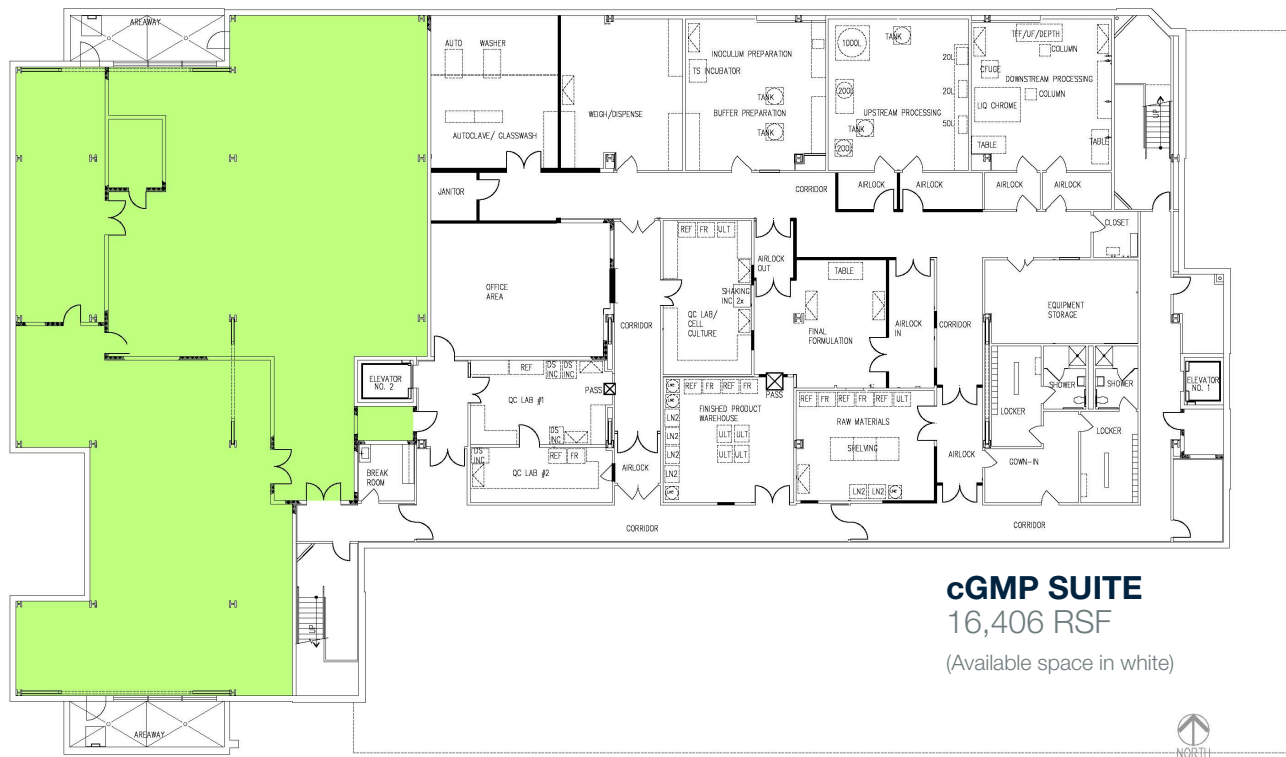 AREAWAY
AUTO
WASHER
AUTOCLAVE/ GLASSWASH
WEIGH/DISPENSE
INOCULUM PREPARATION
TS INCUBATOR
TANK
BUFFER PREPARATION
TANK
1000L
TANK
200L
20L
20L
UPSTREAM PROCESSING
50L
TANK
200L
TFF/UF/DEPTH
COLUMN
CFUGE
DOWNSTREAM PROCESSING
COLUMN
LIQ CHROME
TABLE
TABLE
UP
JANITOR
CORRIDOR
AIRLOCK
AIRLOCK
AIRLOCK
AIRLOCK
CLOSET
OFFICE
AREA
CORRIDOR
REF
FR
ULT
SHAKING
INC 2x
QC LAB/
CELL
CULTURE
AIRLOCK
OUT
TABLE
FINAL
FORMULATION
AIRLOCK
IN
CORRIDOR
EQUIPMENT
STORAGE
ELEVATOR
NO. 2
REF
DS
INC
DS
INC
PASS
QC LAB #1
DS
INC
DS
INC
REF
FR
QC LAB #2
BREAK
ROOM
AIRLOCK
REF
FR
REF
FR
FINISHED PRODUCT
WAREHOUSE
LN2
LN2
LN2
LN2
ULT
ULT
ULT
ULT
PASS
REF
FR
REF
FR
REF
ULT
RAW MATERIALS
SHELVING
LN2
LN2
AIRLOCK
LOCKER
SHOWER
SHOWER
LOCKER
GOWN-IN
ELEVATOR
NO. 1
CORRIDOR
CORRIDOR
UP
AREAWAY
cGMP SUITE
16,406 RSF
(Available space in white)
NORTH